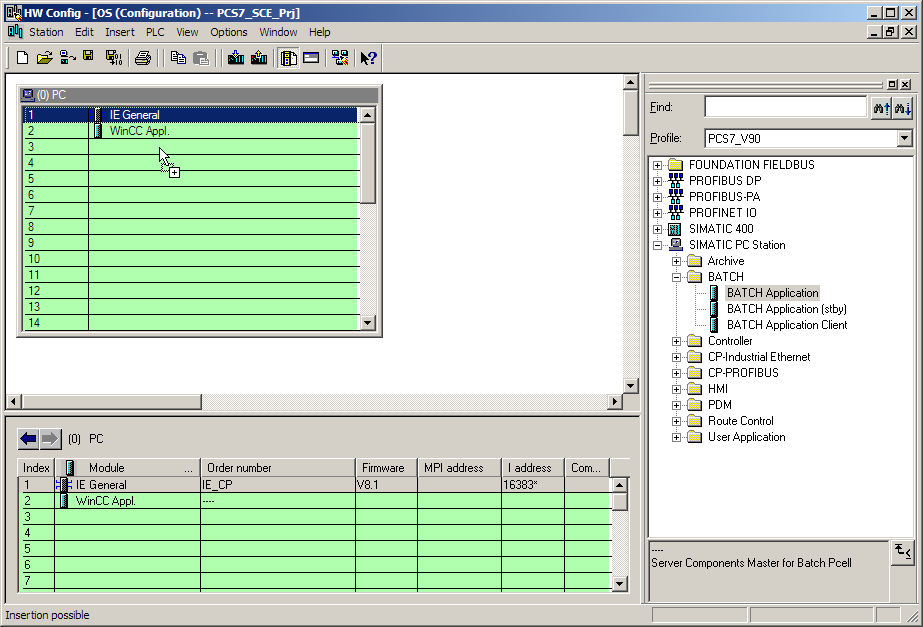 HW Config - [OS (Configuration) -- PCS7_SCE_Prj]
Station Edit Insert PLC View Options Window Help
(0) PC
1 IE General
2 WinCC Appl.
3
4
5
6
7
8
9
10
11
12
13
14
Find:
Profile: PCS7_V90
FOUNDATION FIELDBUS
PROFIBUS DP
PROFIBUS-PA
PROFINET IO
SIMATIC 400
SIMATIC PC Station
Archive
BATCH
BATCH Application
BATCH Application (stby)
BATCH Application Client
Controller
CP-Industrial Ethernet
CP-PROFIBUS
HMI
PDM
Route Control
User Application
(0) PC
Index Module ... Order number Firmware MPI address I address Com...
1 IE General IE_CP V8.1 16383*
2 WinCC Appl. ----
3
4
5
6
7
----
Server Components Master for Batch Pcell
Insertion possible